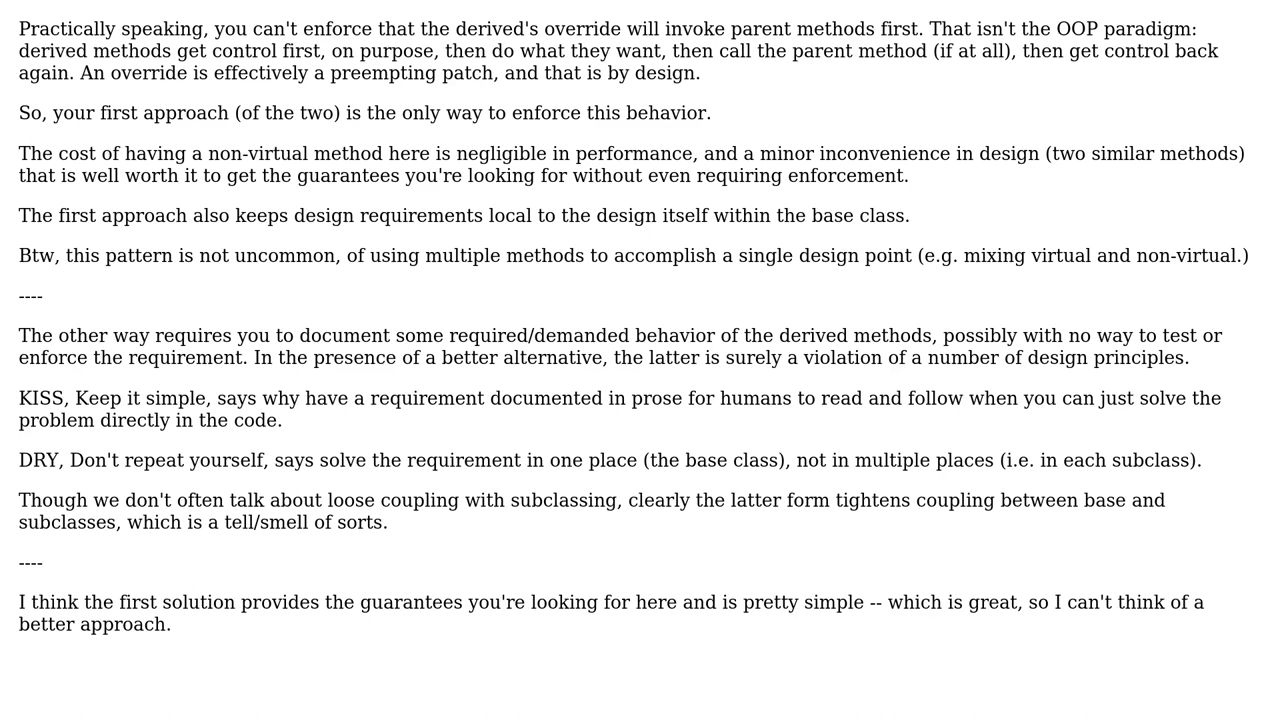 Practically speaking, you can't enforce that the derived's override will invoke parent methods first. That isn't the OOP paradigm:
derived methods get control first, on purpose, then do what they want, then call the parent method (if at all), then get control back
again. An override is effectively a preempting patch, and that is by design.
So, your first approach (of the two) is the only way to enforce this behavior.
The cost of having a non-virtual method here is negligible in performance, and a minor inconvenience in design (two similar methods)
that is well worth it to get the guarantees you're looking for without even requiring enforcement.
The first approach also keeps design requirements local to the design itself within the base class.
Btw, this pattern is not uncommon, of using multiple methods to accomplish a single design point (e.g. mixing virtual and non-virtual.)
----
The other way requires you to document some required/demanded behavior of the derived methods, possibly with no way to test or
enforce the requirement. In the presence of a better alternative, the latter is surely a violation of a number of design principles.
KISS, Keep it simple, says why have a requirement documented in prose for humans to read and follow when you can just solve the
problem directly in the code.
DRY, Don't repeat yourself, says solve the requirement in one place (the base class), not in multiple places (i.e. in each subclass).
Though we don't often talk about loose coupling with subclassing, clearly the latter form tightens coupling between base and
subclasses, which is a tell/smell of sorts.
----
I think the first solution provides the guarantees you're looking for here and is pretty simple -- which is great, so I can't think of a
better approach.